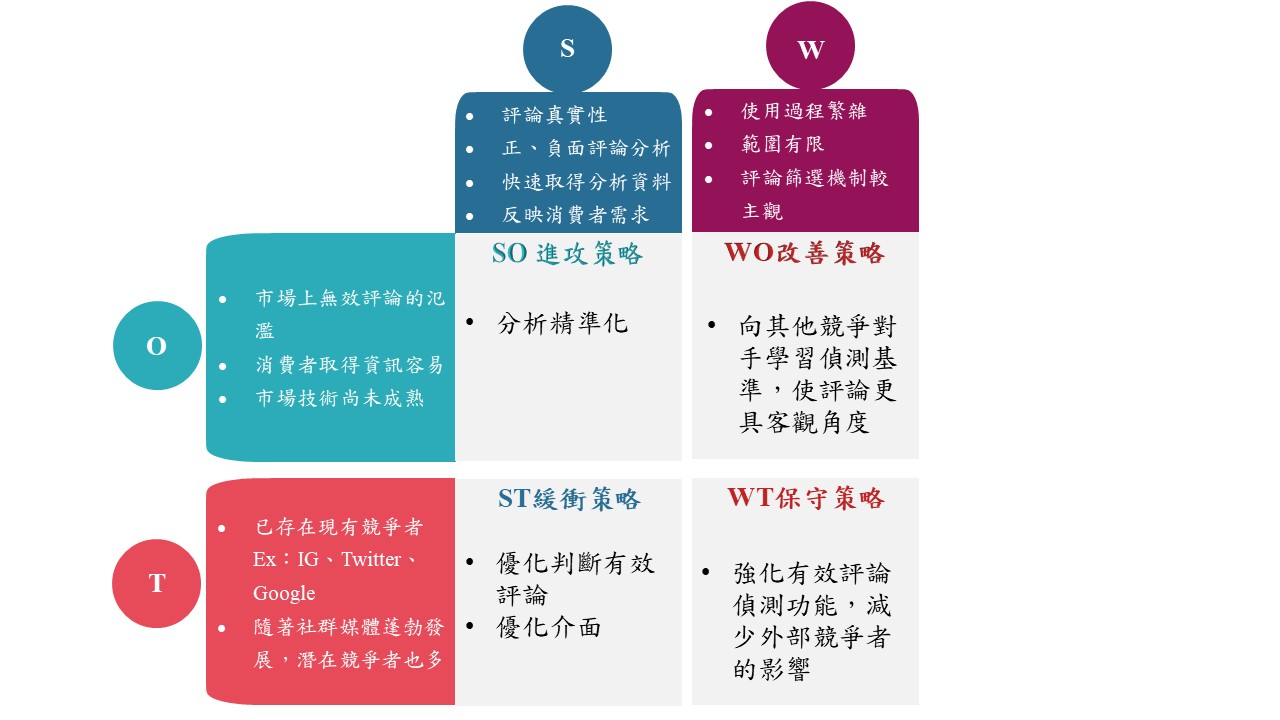 S
W
• 評論真實性
• 正、負面評論分析
• 快速取得分析資料
• 反映消費者需求
• 使用過程繁雜
• 範圍有限
• 評論篩選機制較
主觀
O
• 市場上無效評論的氾
濫
• 消費者取得資訊容易
• 市場技術尚未成熟
SO 進攻策略
• 分析精準化
WO改善策略
• 向其他競爭對
手學習偵測基
準，使評論更
具客觀角度
T
• 已存在現有競爭者
Ex：IG、Twitter、
Google
• 隨著社群媒體蓬勃發
展，潛在競爭者也多
ST緩衝策略
• 優化判斷有效
評論
• 優化介面
WT保守策略
• 強化有效評論
偵測功能，減
少外部競爭者
的影響